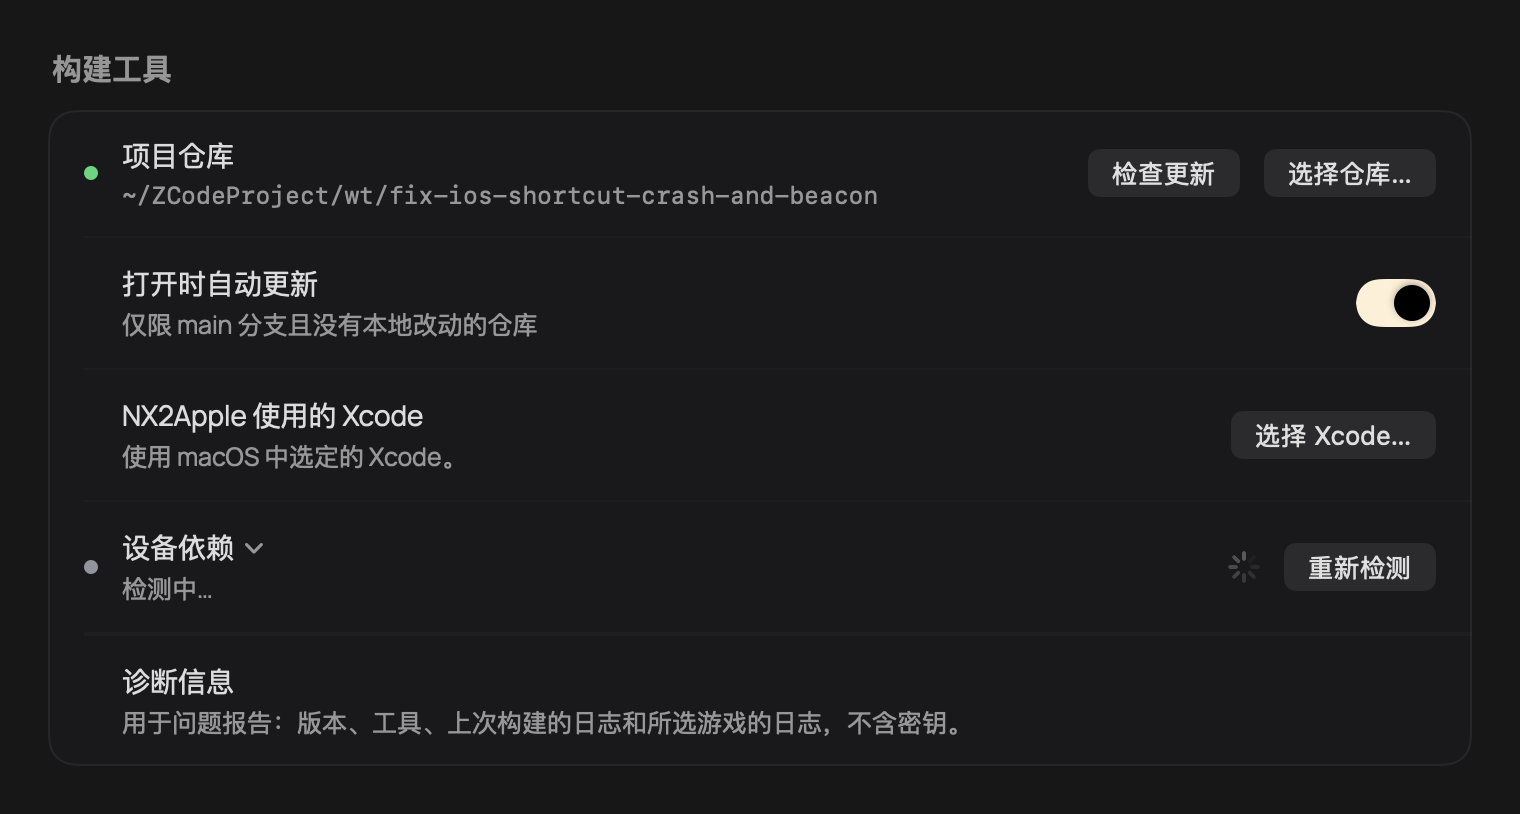 构建工具
项目仓库
~/ZCodeProject/wt/fix-ios-shortcut-crash-and-beacon
检查更新
选择仓库...
打开时自动更新
仅限 main 分支且没有本地改动的仓库
NX2Apple 使用的 Xcode
使用 macOS 中选定的 Xcode。
选择 Xcode...
设备依赖
检测中...
重新检测
诊断信息
用于问题报告：版本、工具、上次构建的日志和所选游戏的日志，不含密钥。